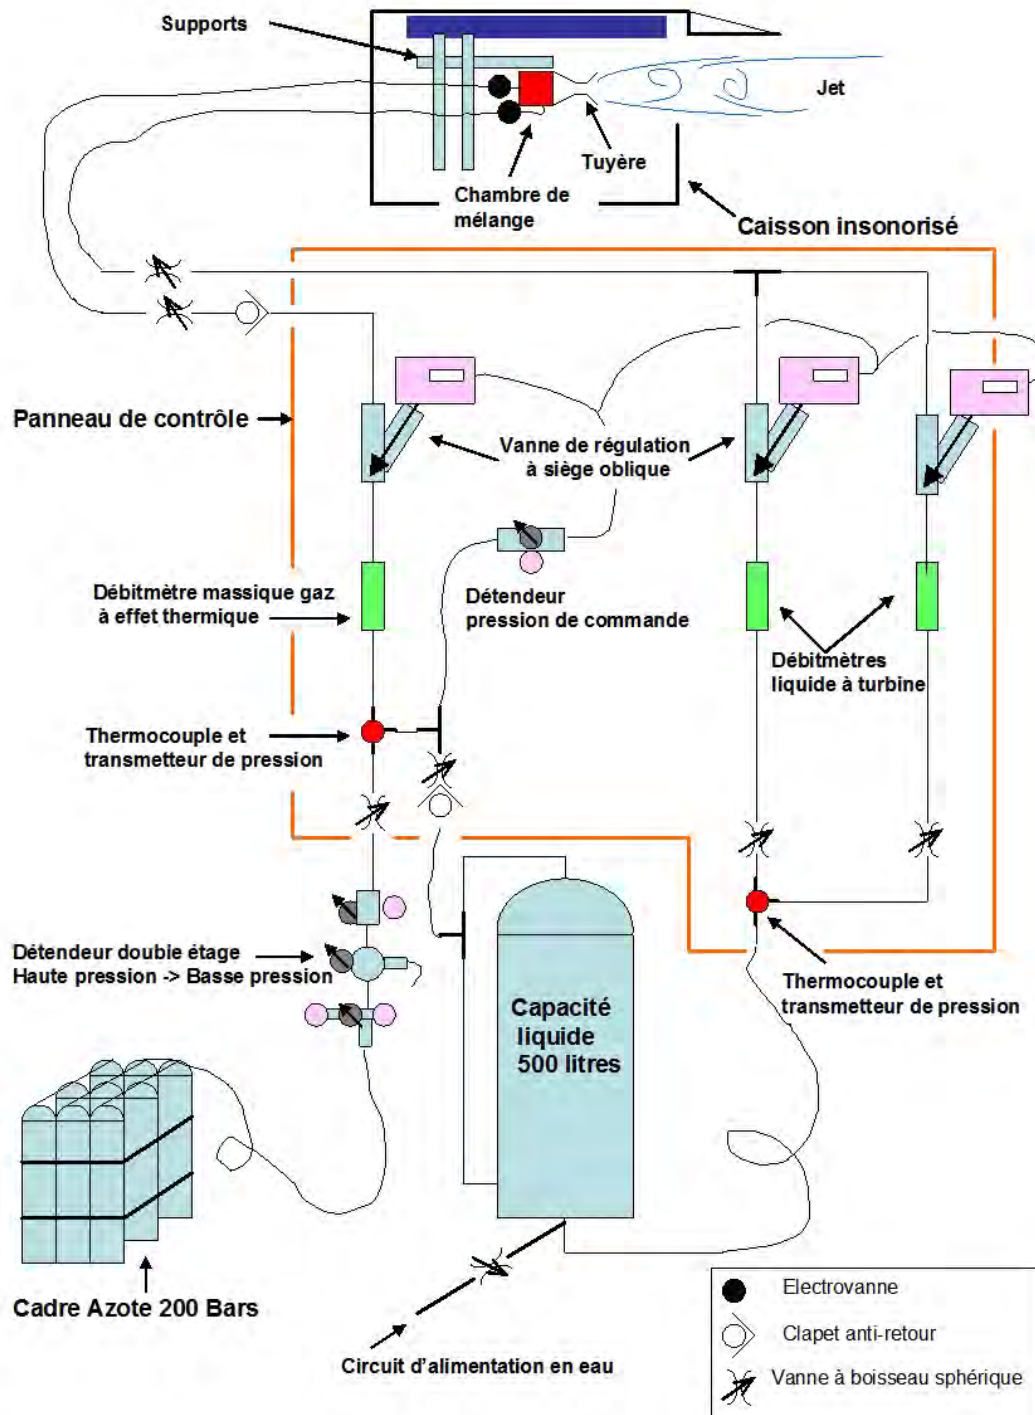 Supports
Jet
Tuyère
Chambre de
mélange
Caisson insonorisé
Panneau de contrôle
Vanne de régulation
à siège oblique
Débitmètre massique gaz
à effet thermique
Détendeur
pression de commande
Débitmètres
liquide à turbine
Thermocouple et
transmetteur de pression
Détendeur double étage
Haute pression -> Basse pression
Thermocouple et
transmetteur de pression
Capacité
liquide
500 litres
Cadre Azote 200 Bars
Circuit d'alimentation en eau
Electrovanne
Clapet anti-retour
Vanne à boisseau sphérique